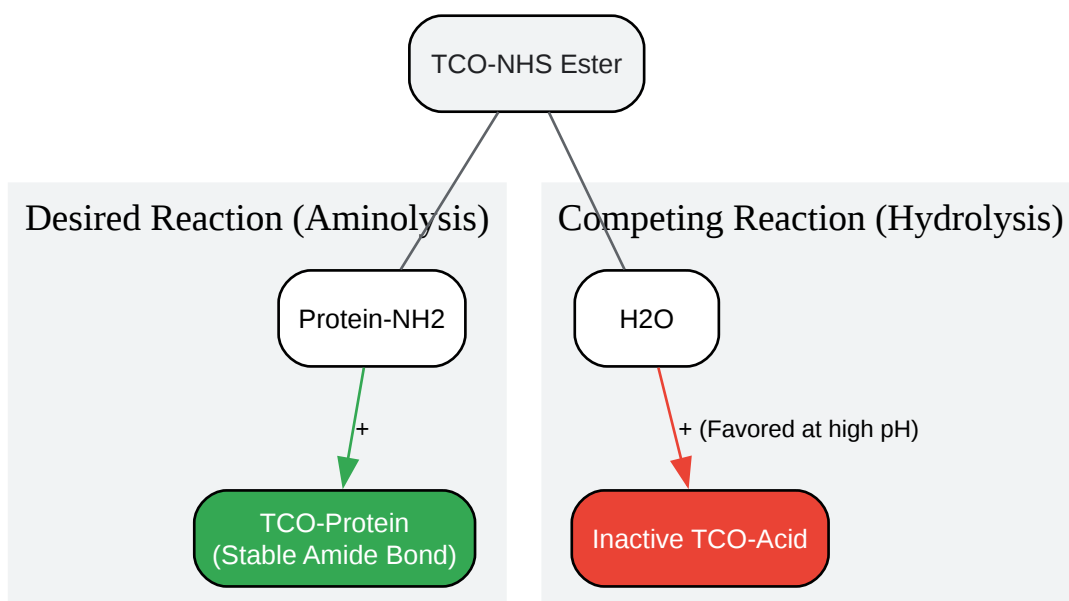 TCO-NHS Ester
Desired Reaction (Aminolysis)
Competing Reaction (Hydrolysis)
Protein-NH2
H2O
+
+ (Favored at high pH)
TCO-Protein
(Stable Amide Bond)
Inactive TCO-Acid